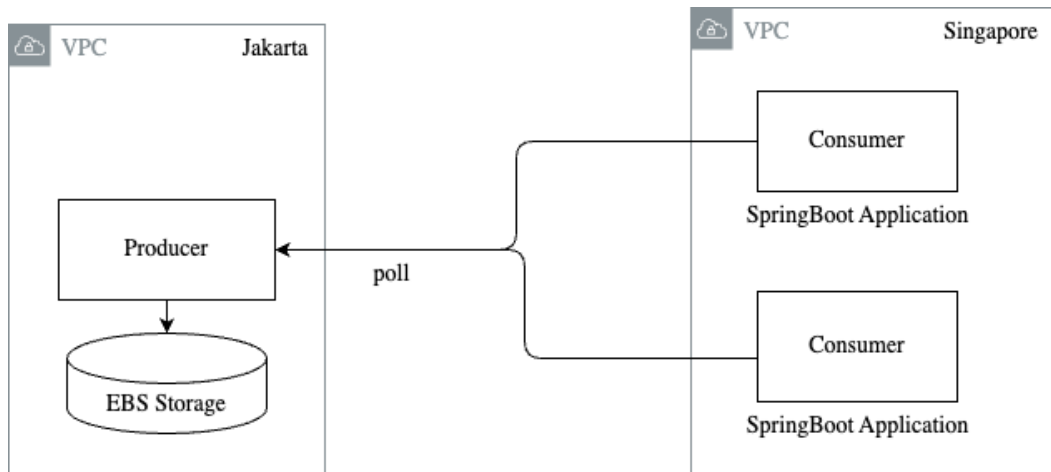 VPC
Jakarta
Producer
EBS Storage
poll
VPC
Singapore
Consumer
SpringBoot Application
Consumer
SpringBoot Application